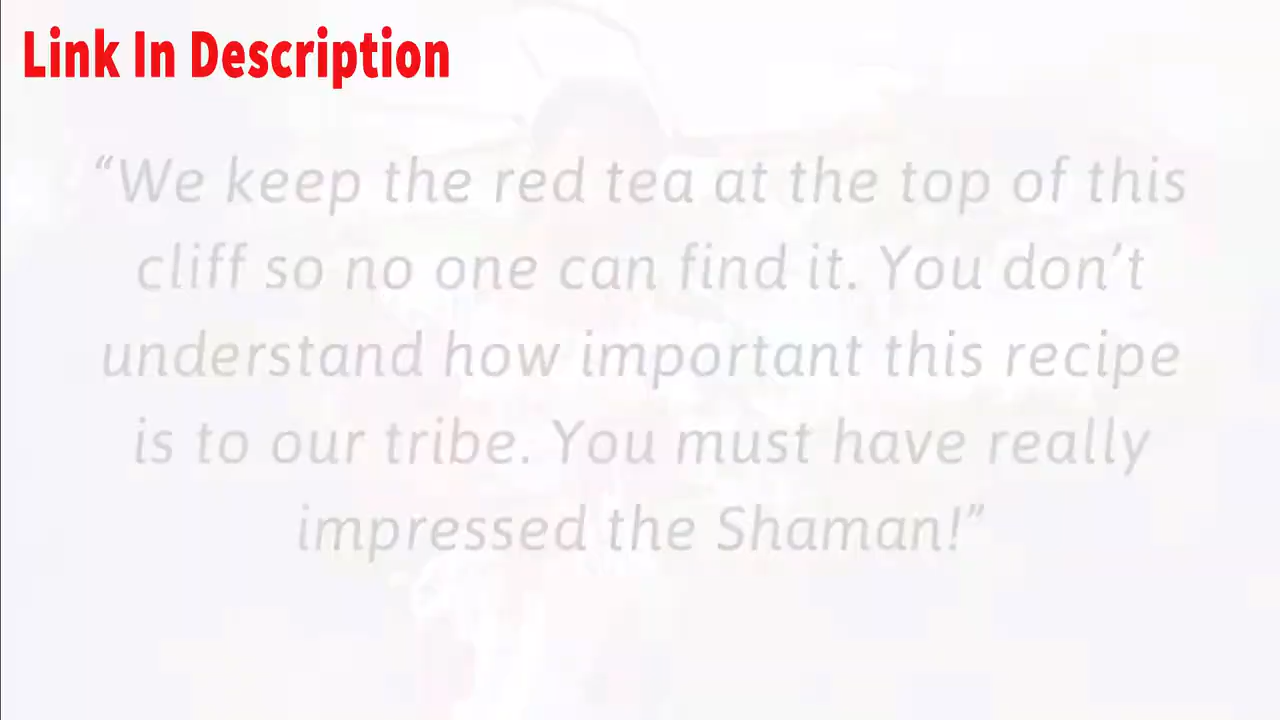 Link In Description
“We keep the red tea at the top of this
cliff so no one can find it. You don’t
understand how important this recipe
is to our tribe. You must have really
impressed the Shaman!”